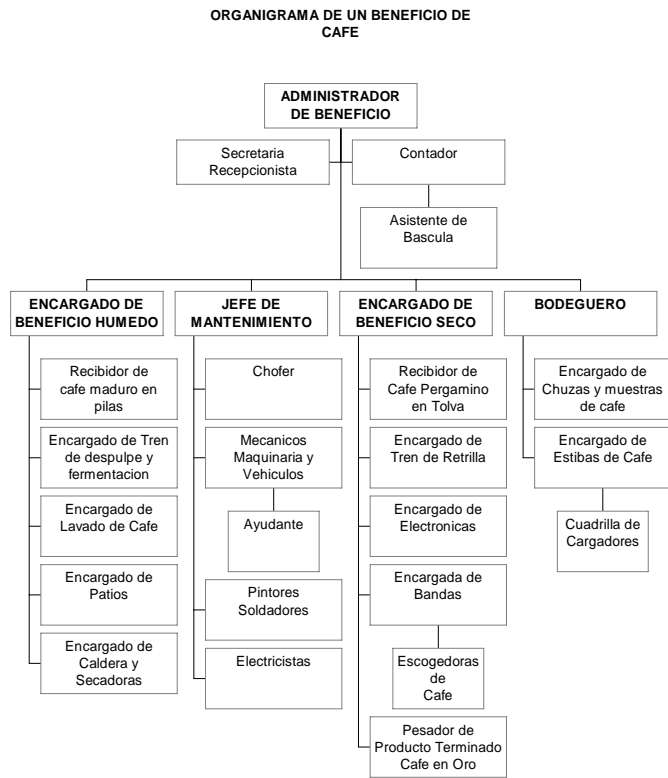 ORGANIGRAMA DE UN BENEFICIO DE
CAFE
ADMINISTRADOR
DE BENEFICIO
Secretaria
Recepcionista
Contador
Asistente de
Bascula
ENCARGADO DE
BENEFICIO HUMEDO
JEFE DE
MANTENIMIENTO
ENCARGADO DE
BENEFICIO SECO
BODEGUERO
Recibidor de
cafe maduro en
pilas
Encargado de Tren
de despulpe y
fermentacion
Encargado de
Lavado de Cafe
Encargado de
Patios
Encargado de
Caldera y
Secadoras
Chofer
Mecanicos
Maquinaria y
Vehiculos
Ayudante
Pintores
Soldadores
Electricistas
Recibidor de
Cafe Pergamino
en Tolva
Encargado de
Tren de Retrilla
Encargado de
Electronicas
Encargada de
Bandas
Escogedoras
de
Cafe
Pesador de
Producto Terminado
Cafe en Oro
Encargado de
Chuzas y muestras
de cafe
Encargado de
Estibas de Cafe
Cuadrilla de
Cargadores